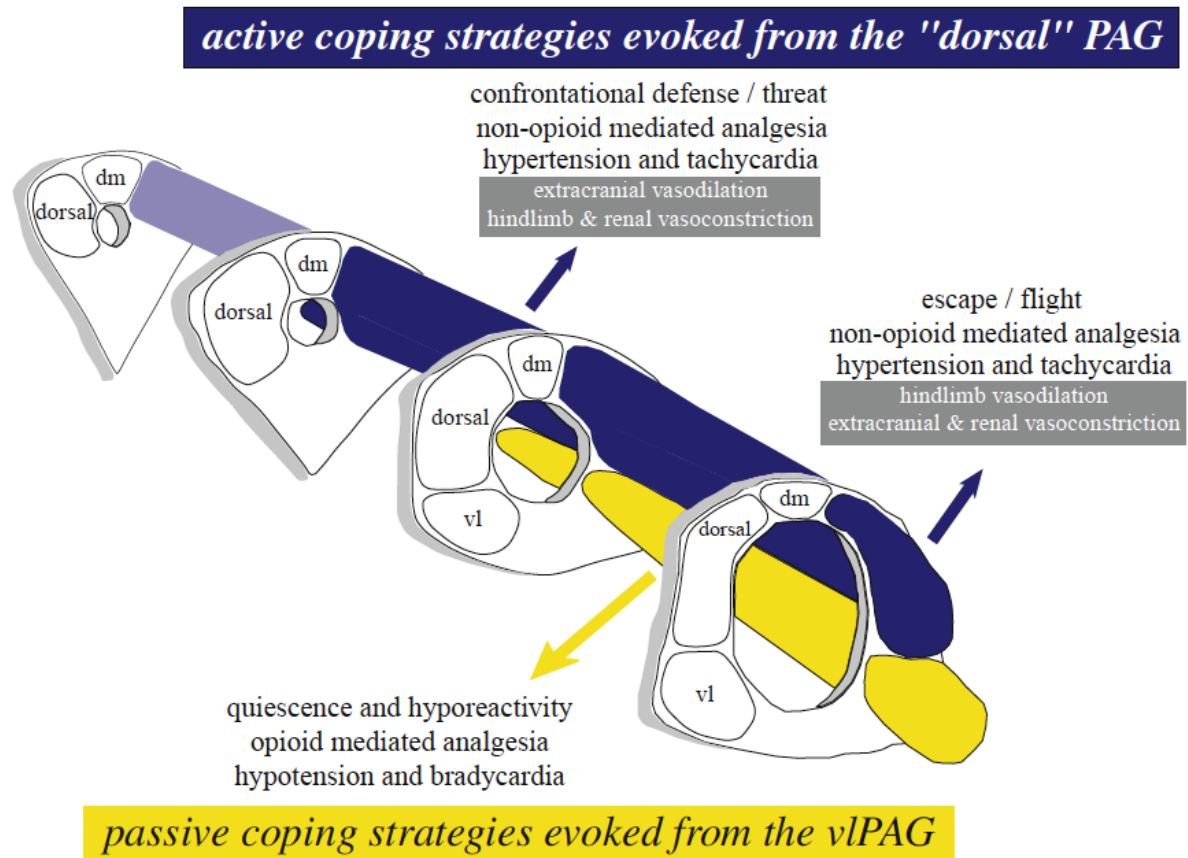 active coping strategies evoked from the "dorsal" PAG
confrontational defense / threat
non-opioid mediated analgesia
hypertension and tachycardia
extracranial vasodilation
hindlimb & renal vasoconstriction
dm
dorsal
dm
dorsal
escape / flight
non-opioid mediated analgesia
hypertension and tachycardia
hindlimb vasodilation
extracranial & renal vasoconstriction
dm
dorsal
vl
dm
dorsal
vl
quiescence and hyporeactivity
opioid mediated analgesia
hypotension and bradycardia
passive coping strategies evoked from the vlPAG